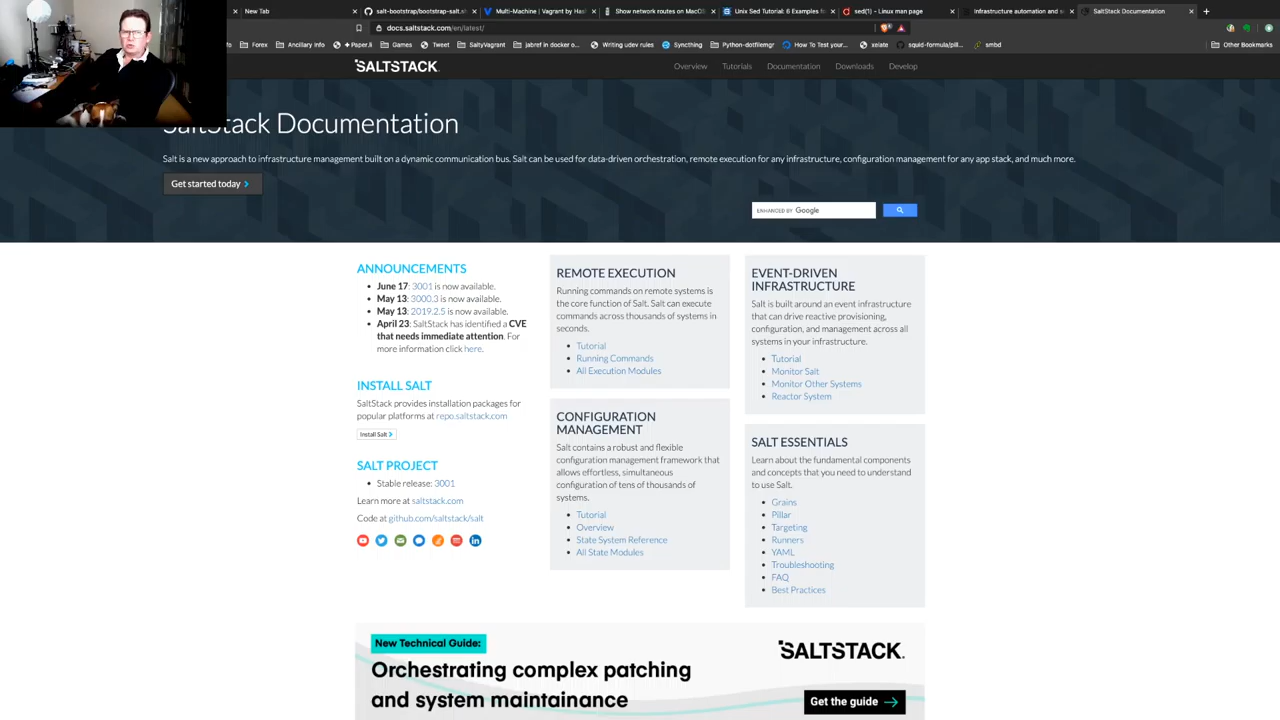 New Tab
salt-bootstrap/bootstrap-salt.sh
Multi-Machine | Vagrant by Hash
Show network routes on MacOS
Unix Sed Tutorial: 6 Examples fo
sed(1) - Linux man page
Infrastructure automation and se
SaltStack Documentation
docs.saltstack.com/en/latest/
fo
Forex
Ancillary Info
Paper.li
Games
Tweet
SaltyVagrant
jabref in docker o...
Writing udev rules
Syncthing
Python-dotfilemgr
How To Test your...
xelate
squid-formula/pill...
smbd
Other Bookmarks
SALTSTACK.
Overview
Tutorials
Documentation
Downloads
Develop
SaltStack Documentation
Salt is a new approach to infrastructure management built on a dynamic communication bus. Salt can be used for data-driven orchestration, remote execution for any infrastructure, configuration management for any app stack, and much more.
Get started today
ENHANCED BY Google
ANNOUNCEMENTS
June 17: 3001 is now available.
May 13: 3000.3 is now available.
May 13: 2019.2.5 is now available.
April 23: SaltStack has identified a CVE
that needs immediate attention. For
more information click here.
INSTALL SALT
SaltStack provides installation packages for
popular platforms at repo.saltstack.com
Install Salt
SALT PROJECT
Stable release: 3001
Learn more at saltstack.com
Code at github.com/saltstack/salt
REMOTE EXECUTION
Running commands on remote systems is
the core function of Salt. Salt can execute
commands across thousands of systems in
seconds.
Tutorial
Running Commands
All Execution Modules
CONFIGURATION
MANAGEMENT
Salt contains a robust and flexible
configuration management framework that
allows effortless, simultaneous
configuration of tens of thousands of
systems.
Tutorial
Overview
State System Reference
All State Modules
EVENT-DRIVEN
INFRASTRUCTURE
Salt is built around an event infrastructure
that can drive reactive provisioning,
configuration, and management across all
systems in your infrastructure.
Tutorial
Monitor Salt
Monitor Other Systems
Reactor System
SALT ESSENTIALS
Learn about the fundamental components
and concepts that you need to understand
to use Salt.
Grains
Pillar
Targeting
Runners
YAML
Troubleshooting
FAQ
Best Practices
New Technical Guide:
Orchestrating complex patching
and system maintainance
SALTSTACK.
Get the guide